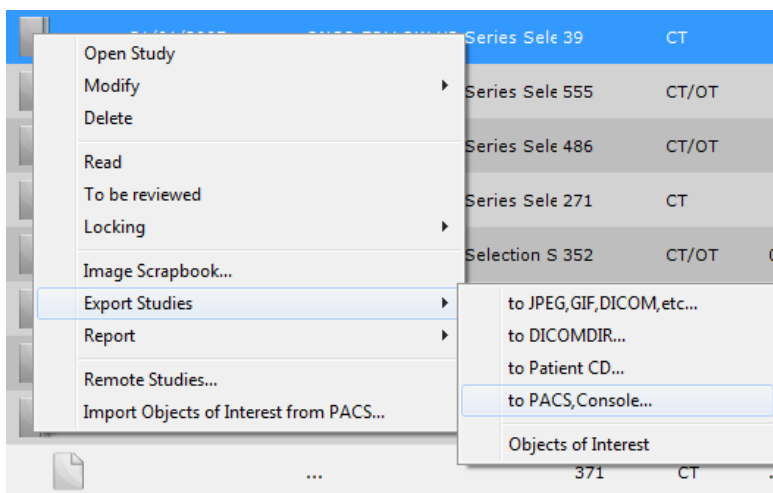 Series Sele 39 CT
Open Study
Modify
Series Sele 555 CT/OT
Delete
Series Sele 486 CT/OT
Read
To be reviewed
Series Sele 271 CT
Locking
Selection S 352 CT/OT
Image Scrapbook...
Export Studies
to JPEG,GIF,DICOM,etc...
Report
to DICOMDIR...
Remote Studies...
to Patient CD...
Import Objects of Interest from PACS...
to PACS,Console...
Objects of Interest
... 371 CT